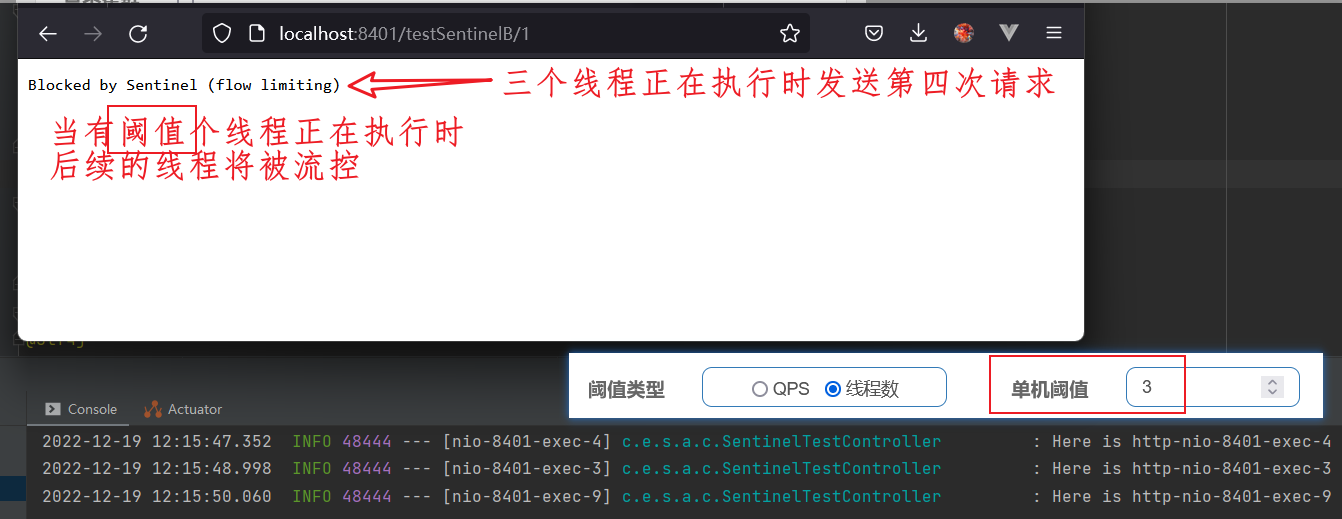 localhost:8401/testSentinelB/1
Blocked by Sentinel (flow limiting)
三个线程正在执行时发送第四次请求
当有阈值个线程正在执行时
后续的线程将被流控
阈值类型 QPS 线程数 单机阈值 3
Console Actuator
2022-12-19 12:15:47.352 INFO 48444 --- [nio-8401-exec-4] c.e.s.a.c.SentinelTestController : Here is http-nio-8401-exec-4
2022-12-19 12:15:48.998 INFO 48444 --- [nio-8401-exec-3] c.e.s.a.c.SentinelTestController : Here is http-nio-8401-exec-3
2022-12-19 12:15:50.060 INFO 48444 --- [nio-8401-exec-9] c.e.s.a.c.SentinelTestController : Here is http-nio-8401-exec-9